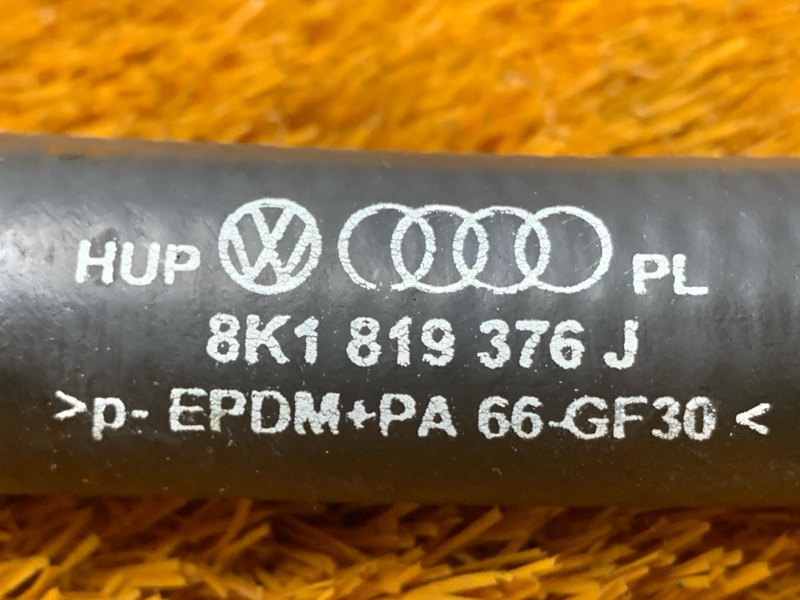 HUP PL
8K1 819 376 J
>p- EPDM+PA 66-GF30 <